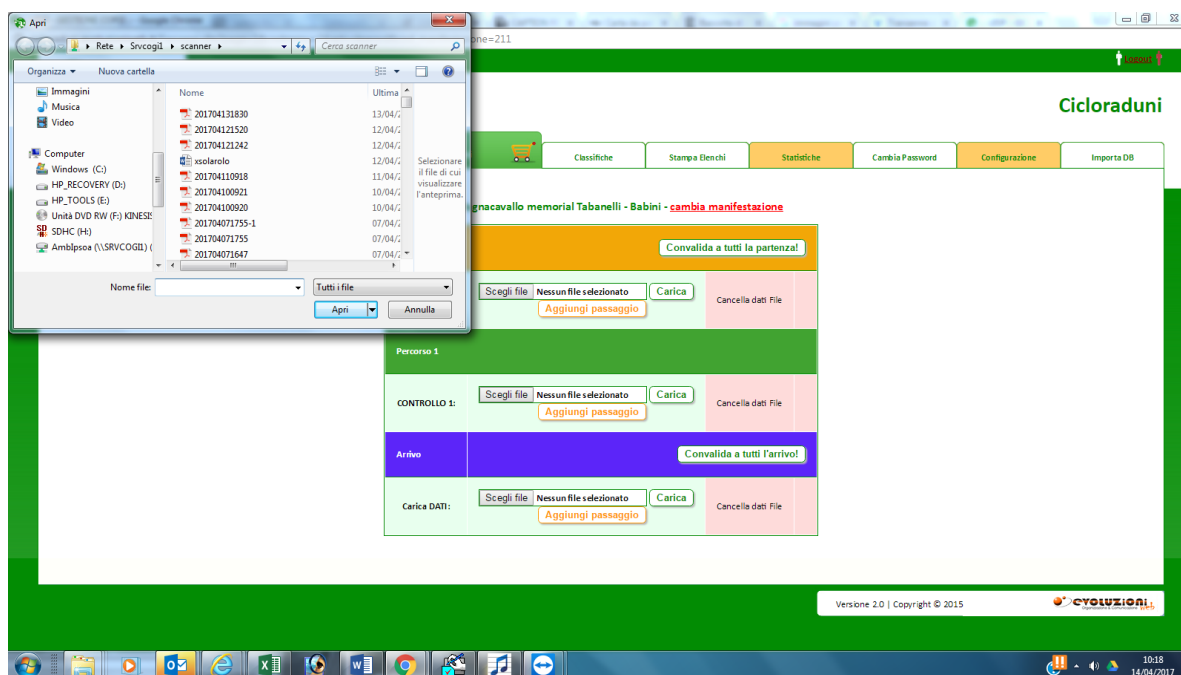 Apri
Rete ▸ Srvcogi1 ▸ scanner ▸
Cerca scanner
one=211
Organizza
Nuova cartella
Logout
Immagini
Musica
Video
Computer
Windows (C:)
HP_RECOVERY (D:)
HP_TOOLS (E:)
Unità DVD RW (F:) KINESIS
SDHC (H:)
AmbIpsoa (\\SRVCOGI1) (
Nome
Ultima
201704131830
13/04/2
201704121520
12/04/2
201704121242
12/04/2
xsolarolo
12/04/2
201704110918
11/04/2
201704100921
10/04/2
201704100920
10/04/2
201704071755-1
07/04/2
201704071755
07/04/2
201704071647
07/04/2
Selezionare
il file di cui
visualizzare
l'anteprima.
Nome file:
Tutti i file
Apri
Annulla
Cicloraduni
Classifiche
Stampa Elenchi
Statistiche
Cambia Password
Configurazione
Importa DB
gnacavallo memorial Tabanelli - Babini - cambia manifestazione
Convalida a tutti la partenza!
Scegli file Nessun file selezionato Carica
Aggiungi passaggio
Cancella dati File
Percorso 1
CONTROLLO 1:
Scegli file Nessun file selezionato Carica
Aggiungi passaggio
Cancella dati File
Arrivo
Convalida a tutti l'arrivo!
Carica DATI:
Scegli file Nessun file selezionato Carica
Aggiungi passaggio
Cancella dati File
Versione 2.0 | Copyright © 2015
evoluzioni
10:18
14/04/2017